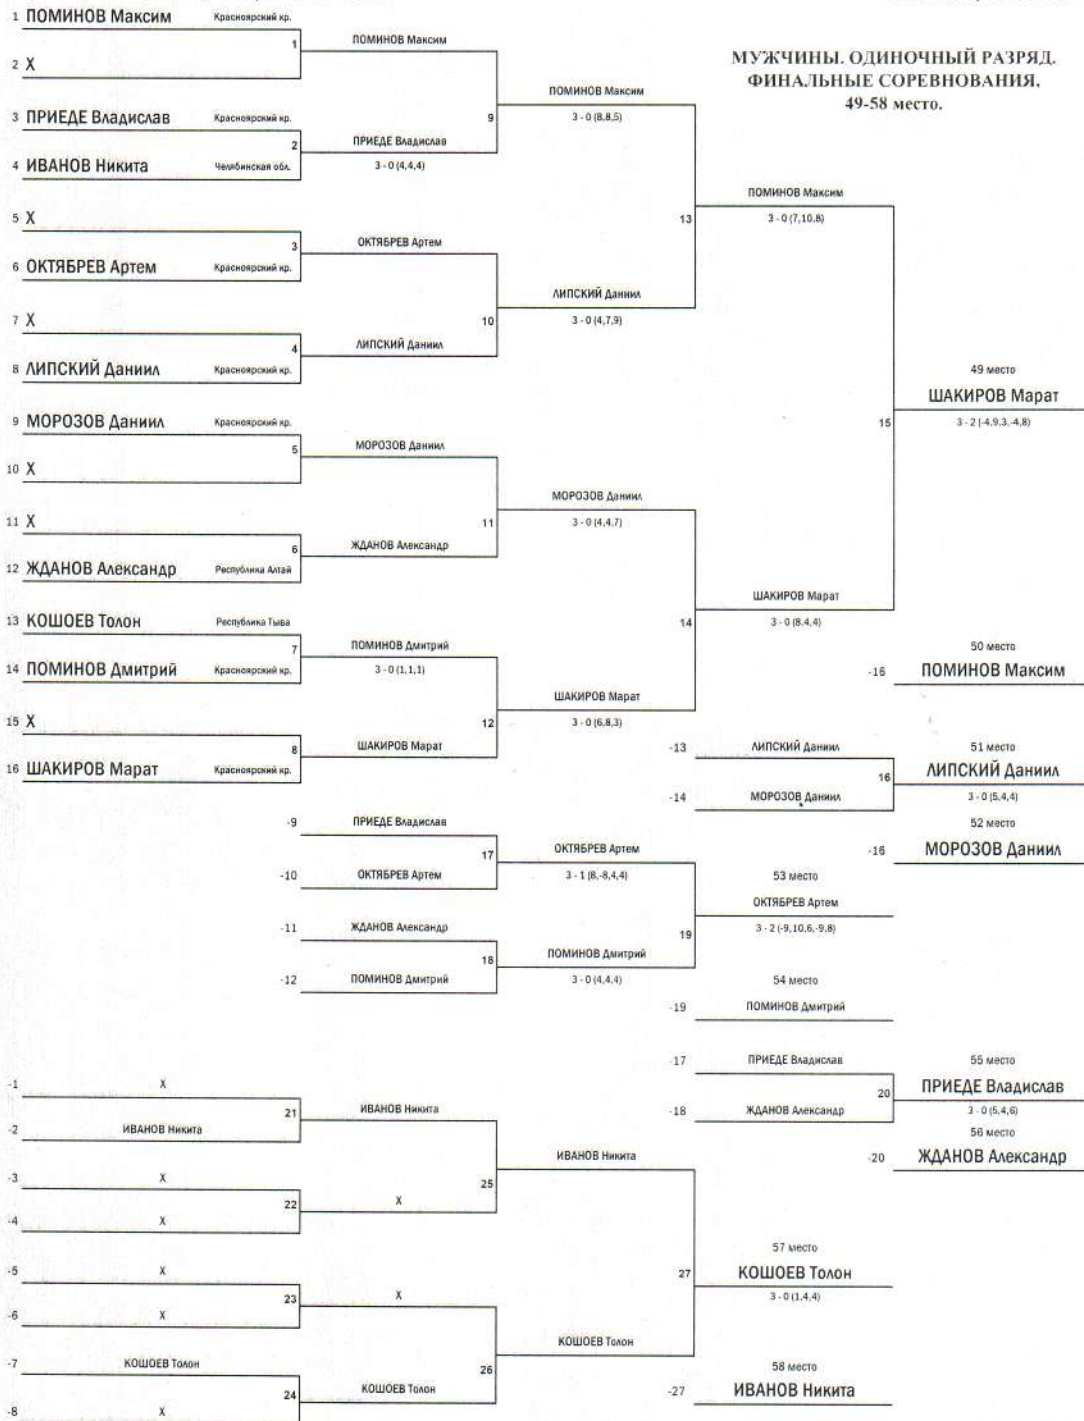 1 ПОМИНОВ Максим Красноярский кр.
1
ПОМИНОВ Максим
2 X
МУЖЧИНЫ. ОДИНОЧНЫЙ РАЗРЯД.
ФИНАЛЬНЫЕ СОРЕВНОВАНИЯ.
49-58 место.
ПОМИНОВ Максим
9
3 - 0 (8,8,5)
3 ПРИЕДЕ Владислав Красноярский кр.
2
ПРИЕДЕ Владислав
3 - 0 (4,4,4)
4 ИВАНОВ Никита Челябинская обл.
ПОМИНОВ Максим
13
3 - 0 (7,10,8)
5 X
3
ОКТЯБРЕВ Артем
6 ОКТЯБРЕВ Артем Красноярский кр.
ЛИПСКИЙ Даниил
10
3 - 0 (4,7,9)
7 X
4
ЛИПСКИЙ Даниил
8 ЛИПСКИЙ Даниил Красноярский кр.
49 место
ШАКИРОВ Марат
15
3 - 2 (-4,9,3,-4,8)
9 МОРОЗОВ Даниил Красноярский кр.
5
МОРОЗОВ Даниил
10 X
МОРОЗОВ Даниил
11
3 - 0 (4,4,7)
11 X
6
ЖДАНОВ Александр
12 ЖДАНОВ Александр Республика Алтай
ШАКИРОВ Марат
14
3 - 0 (8,4,4)
13 КОШОЕВ Толон Республика Тыва
7
ПОМИНОВ Дмитрий
3 - 0 (1,1,1)
14 ПОМИНОВ Дмитрий Красноярский кр.
50 место
-15 ПОМИНОВ Максим
ШАКИРОВ Марат
12
3 - 0 (6,8,3)
15 X
8
ШАКИРОВ Марат
16 ШАКИРОВ Марат Красноярский кр.
-13 ЛИПСКИЙ Даниил
51 место
16
ЛИПСКИЙ Даниил
3 - 0 (5,4,4)
-14 МОРОЗОВ Даниил
52 место
-16 МОРОЗОВ Даниил
-9 ПРИЕДЕ Владислав
17
ОКТЯБРЕВ Артем
3 - 1 (8,-8,4,4)
-10 ОКТЯБРЕВ Артем
53 место
ОКТЯБРЕВ Артем
19
3 - 2 (-9,10,6,-9,8)
-11 ЖДАНОВ Александр
18
ПОМИНОВ Дмитрий
3 - 0 (4,4,4)
-12 ПОМИНОВ Дмитрий
54 место
-19 ПОМИНОВ Дмитрий
-17 ПРИЕДЕ Владислав
55 место
20
ПРИЕДЕ Владислав
3 - 0 (5,4,6)
-18 ЖДАНОВ Александр
56 место
-20 ЖДАНОВ Александр
-1 X
21
ИВАНОВ Никита
-2 ИВАНОВ Никита
ИВАНОВ Никита
25
-3 X
22
X
-4 X
57 место
27
КОШОЕВ Толон
3 - 0 (1,4,4)
-5 X
23
X
-6 X
КОШОЕВ Толон
26
-7 КОШОЕВ Толон
24
КОШОЕВ Толон
-8 X
58 место
-27 ИВАНОВ Никита